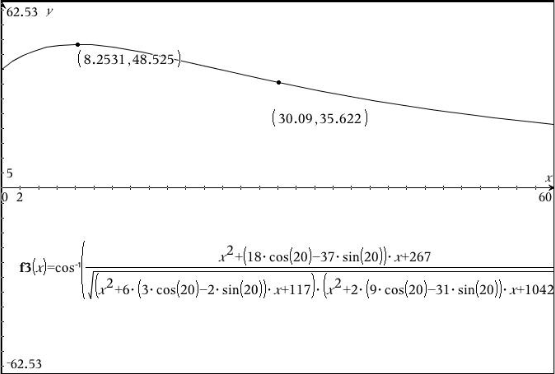 62.53 y
(8.2531,48.525)
(30.09,35.622)
5
x
0 2 60
f3(x)=cos⁻¹(
x²+(18·cos(20)−37·sin(20))·x+267
√(x²+6·(3·cos(20)−2·sin(20))·x+117)·(x²+2·(9·cos(20)−31·sin(20))·x+1042
-62.53